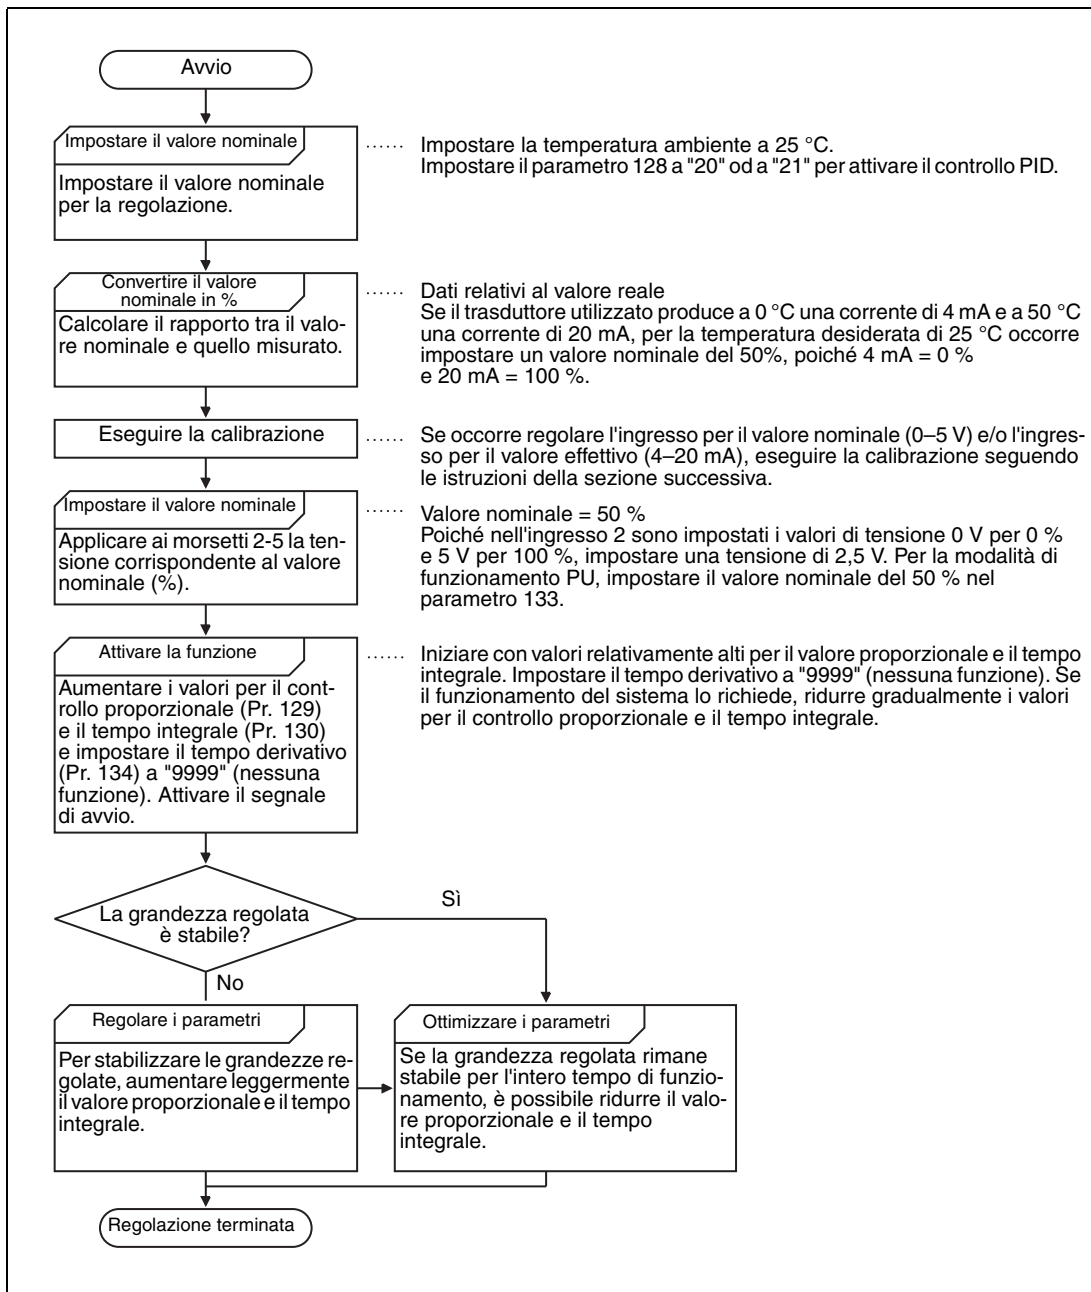 Avvio
Impostare il valore nominale
Impostare il valore nominale
per la regolazione.
...... Impostare la temperatura ambiente a 25 °C.
Impostare il parametro 128 a "20" od a "21" per attivare il controllo PID.
Convertire il valore
nominale in %
Calcolare il rapporto tra il valo-
re nominale e quello misurato.
...... Dati relativi al valore reale
Se il trasduttore utilizzato produce a 0 °C una corrente di 4 mA e a 50 °C
una corrente di 20 mA, per la temperatura desiderata di 25 °C occorre
impostare un valore nominale del 50%, poiché 4 mA = 0 %
e 20 mA = 100 %.
Eseguire la calibrazione
...... Se occorre regolare l'ingresso per il valore nominale (0–5 V) e/o l'ingres-
so per il valore effettivo (4–20 mA), eseguire la calibrazione seguendo
le istruzioni della sezione successiva.
Impostare il valore nominale
Applicare ai morsetti 2-5 la ten-
sione corrispondente al valore
nominale (%).
...... Valore nominale = 50 %
Poiché nell'ingresso 2 sono impostati i valori di tensione 0 V per 0 %
e 5 V per 100 %, impostare una tensione di 2,5 V. Per la modalità di
funzionamento PU, impostare il valore nominale del 50 % nel
parametro 133.
Attivare la funzione
Aumentare i valori per il con-
trollo proporzionale (Pr. 129)
e il tempo integrale (Pr. 130)
e impostare il tempo derivativo
(Pr. 134) a "9999" (nessuna
funzione). Attivare il segnale
di avvio.
...... Iniziare con valori relativamente alti per il valore proporzionale e il tempo
integrale. Impostare il tempo derivativo a "9999" (nessuna funzione). Se
il funzionamento del sistema lo richiede, ridurre gradualmente i valori
per il controllo proporzionale e il tempo integrale.
La grandezza regolata
è stabile?
Sì
No
Regolare i parametri
Per stabilizzare le grandezze re-
golate, aumentare leggermente
il valore proporzionale e il tempo
integrale.
Ottimizzare i parametri
Se la grandezza regolata rimane
stabile per l'intero tempo di funzio-
namento, è possibile ridurre il valo-
re proporzionale e il tempo
integrale.
Regolazione terminata